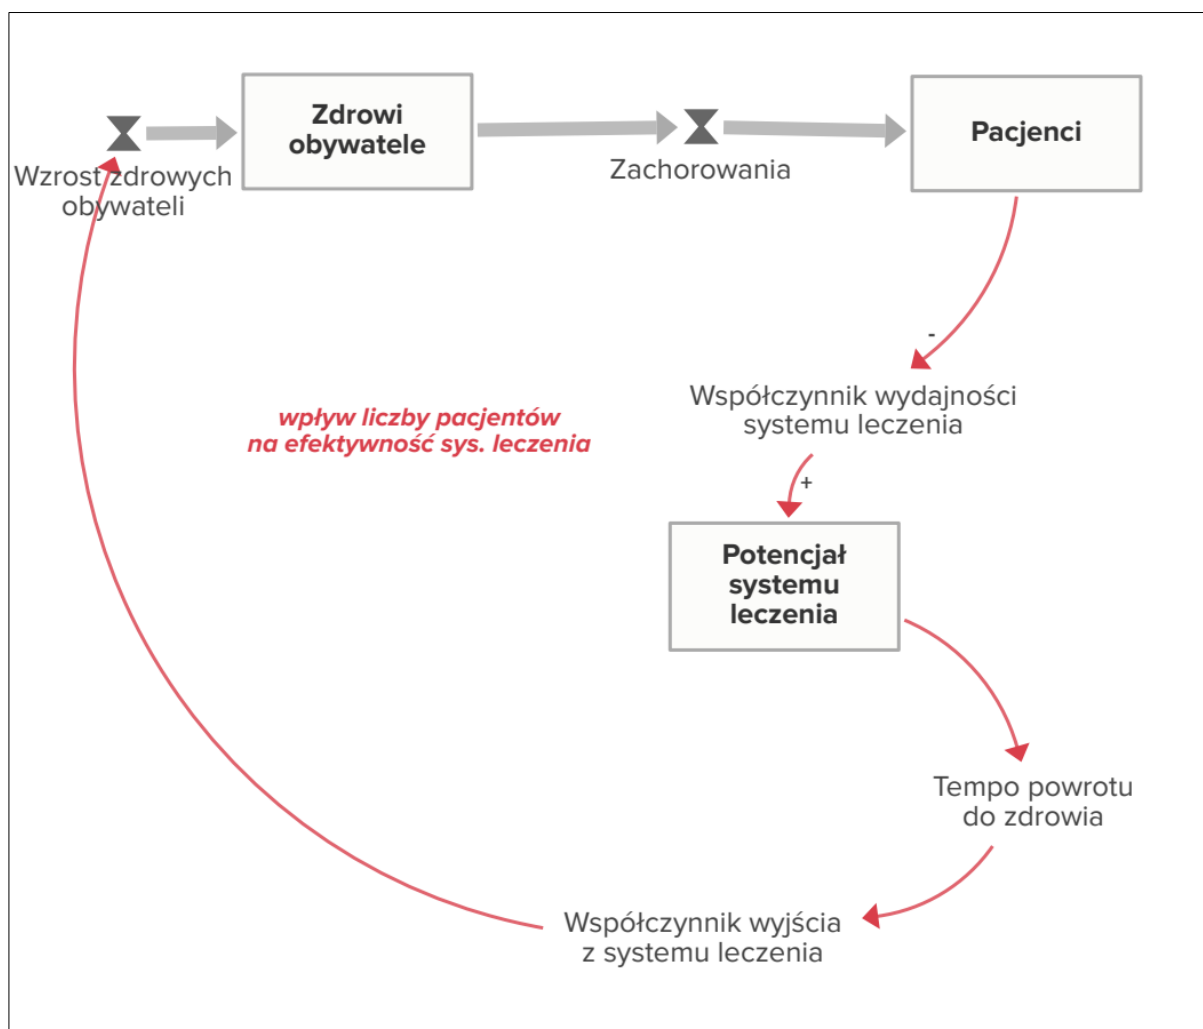 Zdrowi
obywatele
Pacjenci
Wzrost zdrowych
obywateli
Zachorowania
-
Współczynnik wydajności
systemu leczenia
wpływ liczby pacjentów
na efektywność sys. leczenia
+
Potencjał
systemu
leczenia
Tempo powrotu
do zdrowia
Współczynnik wyjścia
z systemu leczenia